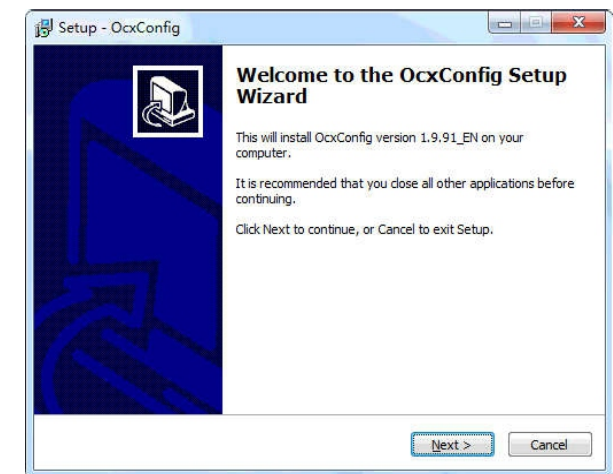 Setup - OcxConfig
Welcome to the OcxConfig Setup
Wizard
This will install OcxConfig version 1.9.91_EN on your
computer.
It is recommended that you close all other applications before
continuing.
Click Next to continue, or Cancel to exit Setup.
Next >
Cancel